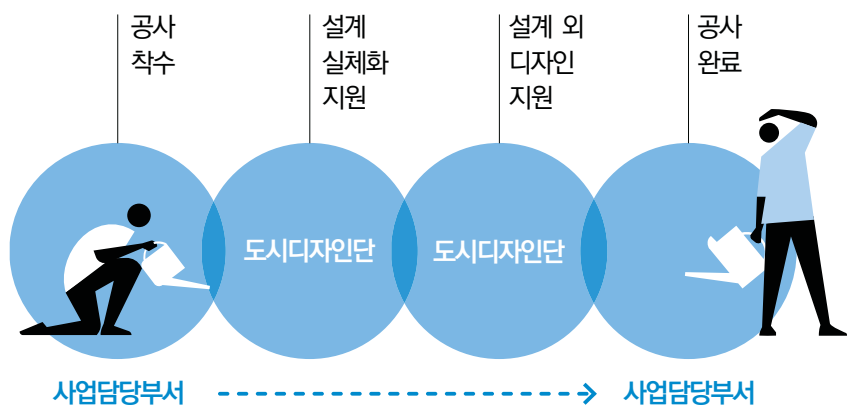 공사
착수
설계
실체화
지원
설계 외
디자인
지원
공사
완료
도시디자인단
도시디자인단
사업담당부서
사업담당부서